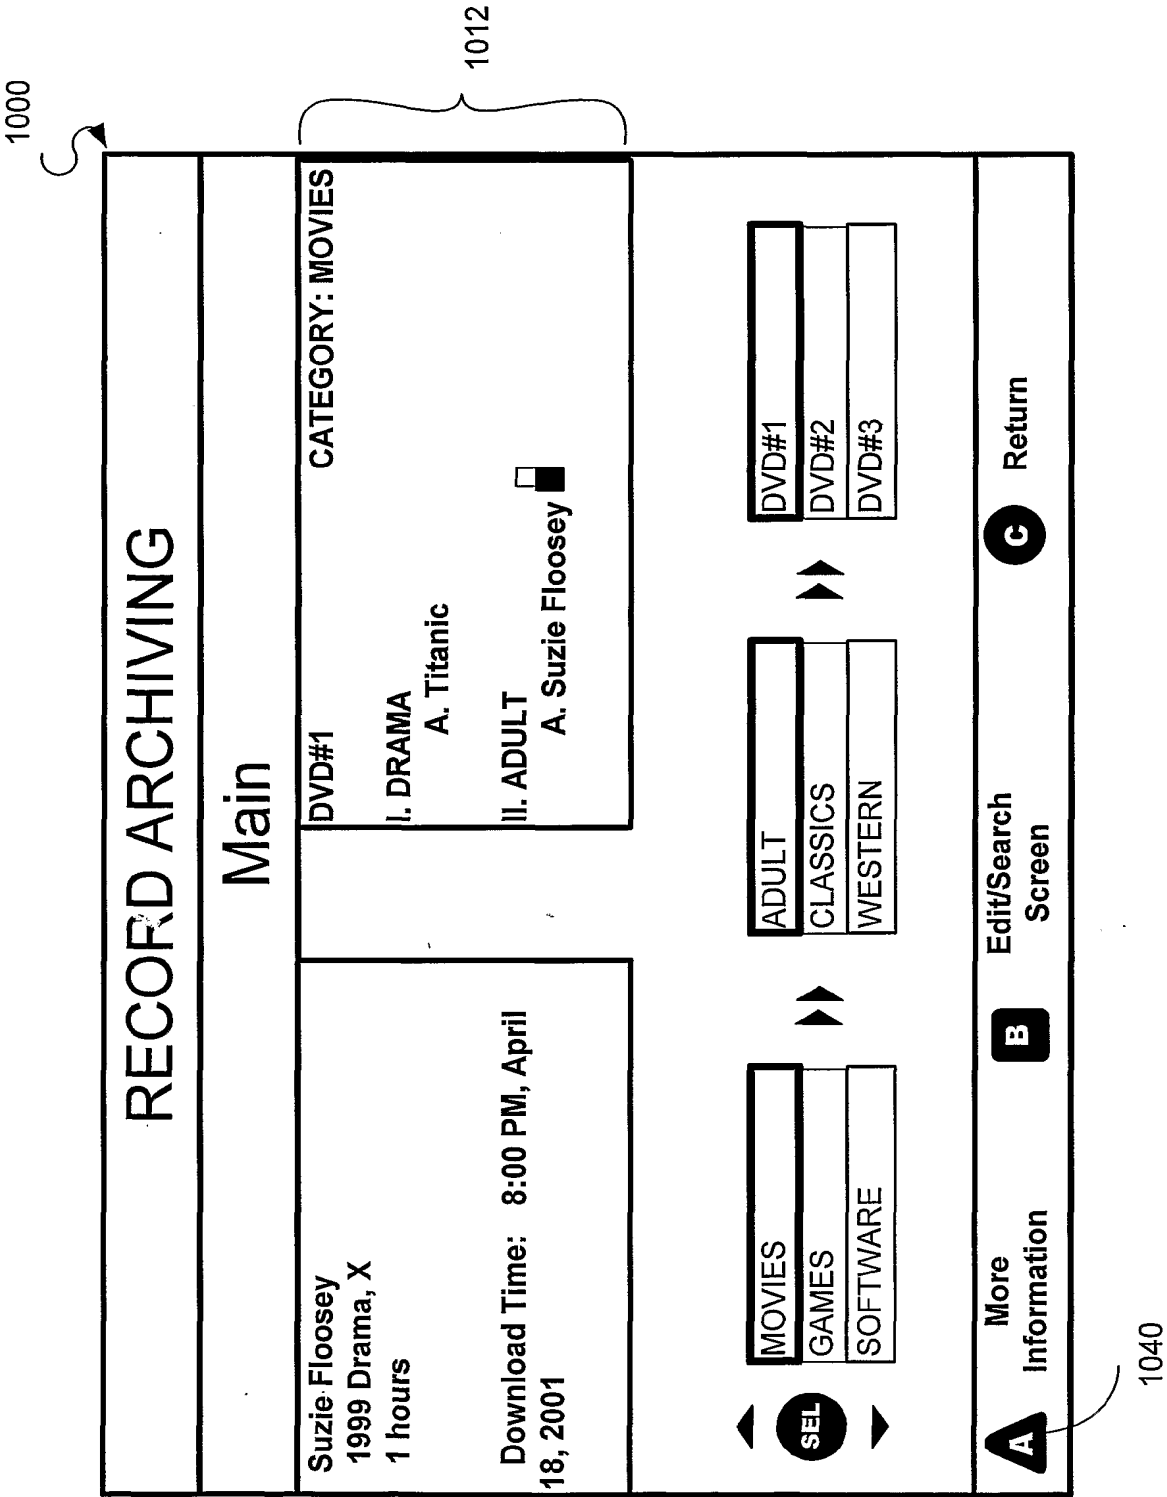 1000
RECORD ARCHIVING
Main
Suzie Floosey
1999 Drama, X
1 hours
Download Time: 8:00 PM, April
18, 2001
DVD#1 CATEGORY: MOVIES
I. DRAMA
A. Titanic
II. ADULT
A. Suzie Floosey
1012
SEL
MOVIES
GAMES
SOFTWARE
ADULT
CLASSICS
WESTERN
DVD#1
DVD#2
DVD#3
A More
Information
B Edit/Search
Screen
C Return
1040